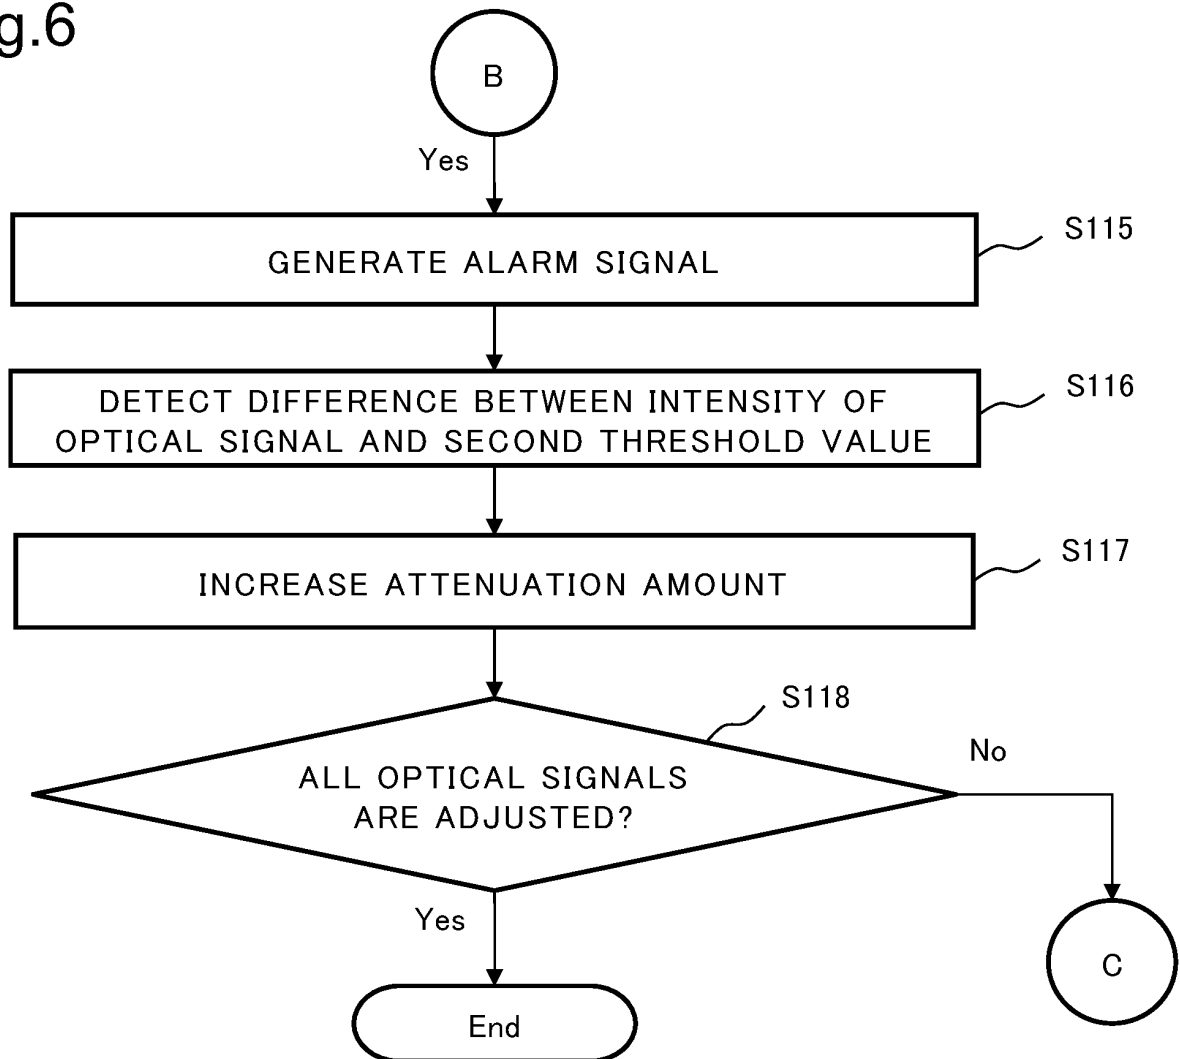 g.6
B
Yes
GENERATE ALARM SIGNAL
S115
DETECT DIFFERENCE BETWEEN INTENSITY OF
OPTICAL SIGNAL AND SECOND THRESHOLD VALUE
S116
INCREASE ATTENUATION AMOUNT
S117
S118
ALL OPTICAL SIGNALS
ARE ADJUSTED?
No
Yes
C
End